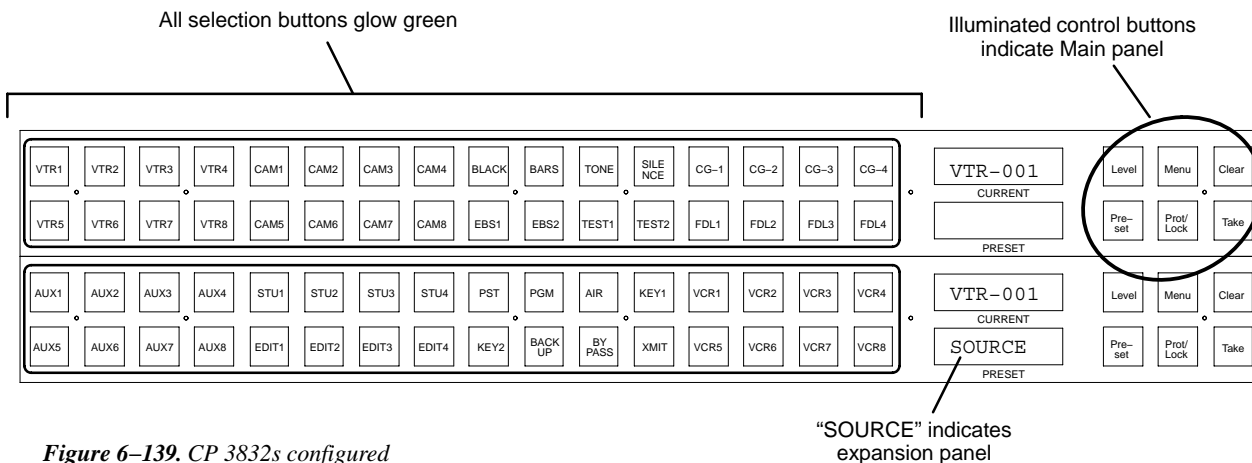 All selection buttons glow green
Illuminated control buttons
indicate Main panel
VTR1 VTR2 VTR3 VTR4 CAM1 CAM2 CAM3 CAM4 BLACK BARS TONE SILE
NCE CG–1 CG–2 CG–3 CG–4
VTR-001
CURRENT
Level Menu Clear
VTR5 VTR6 VTR7 VTR8 CAM5 CAM6 CAM7 CAM8 EBS1 EBS2 TEST1 TEST2 FDL1 FDL2 FDL3 FDL4
PRESET
Pre–
set
Prot/
Lock
Take
AUX1 AUX2 AUX3 AUX4 STU1 STU2 STU3 STU4 PST PGM AIR KEY1 VCR1 VCR2 VCR3 VCR4
VTR-001
CURRENT
Level Menu Clear
AUX5 AUX6 AUX7 AUX8 EDIT1 EDIT2 EDIT3 EDIT4 KEY2 BACK
UP
BY
PASS
XMIT VCR5 VCR6 VCR7 VCR8
SOURCE
PRESET
Pre–
set
Prot/
Lock
Take
“SOURCE” indicates
expansion panel
Figure 6–139. CP 3832s configured